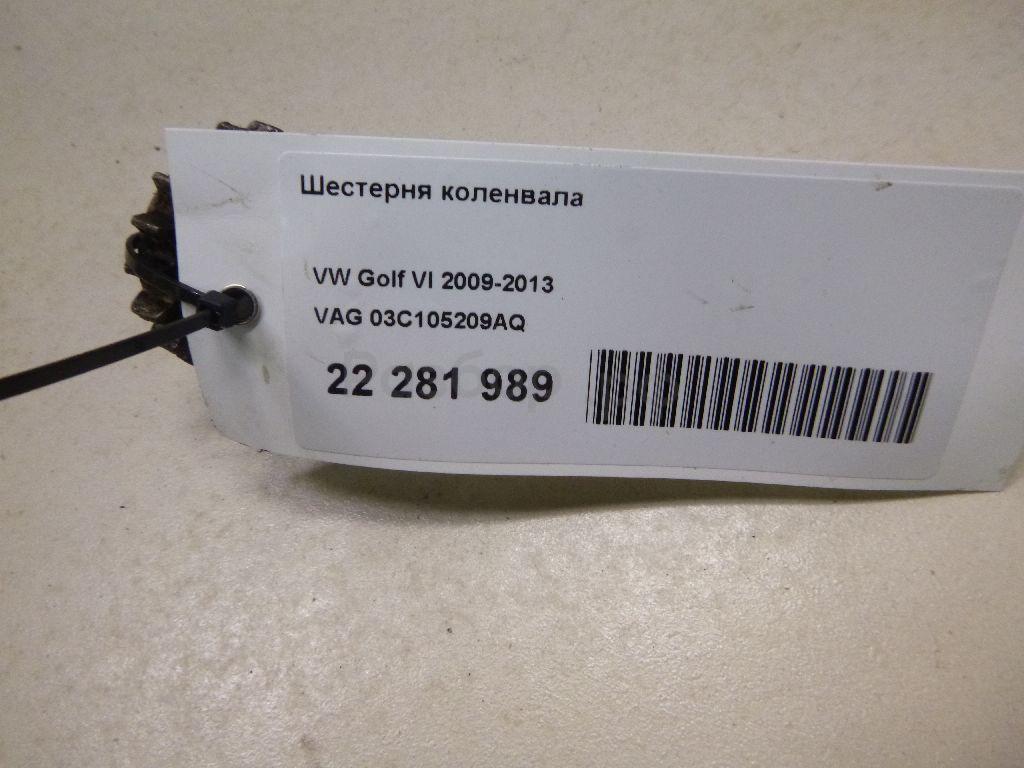 Шестерня коленвала
VW Golf VI 2009-2013
VAG 03C105209AQ
22 281 989